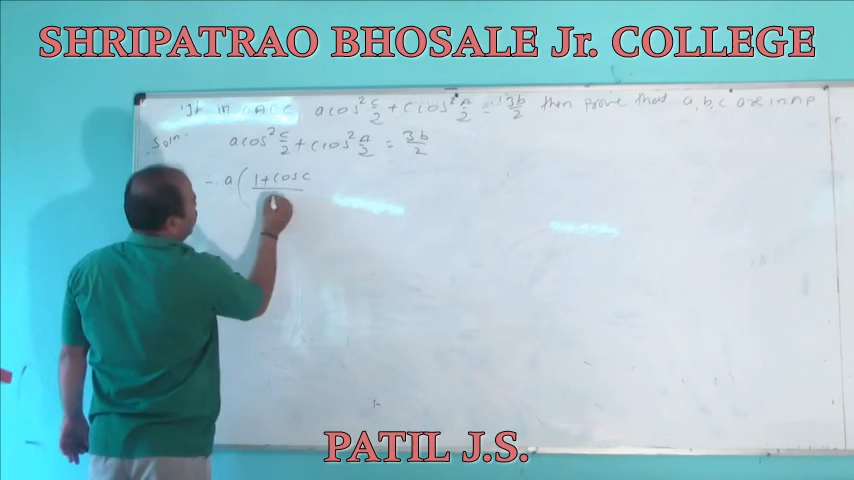 SHRIPATRAO BHOSALE Jr. COLLEGE
If in △ABC a cos² C/2 + c cos² A/2 = 3b/2 then prove that a, b, c are in AP
Soln. a cos² C/2 + c cos² A/2 = 3b/2
∴ a ( 1 + cos C
PATIL J.S.